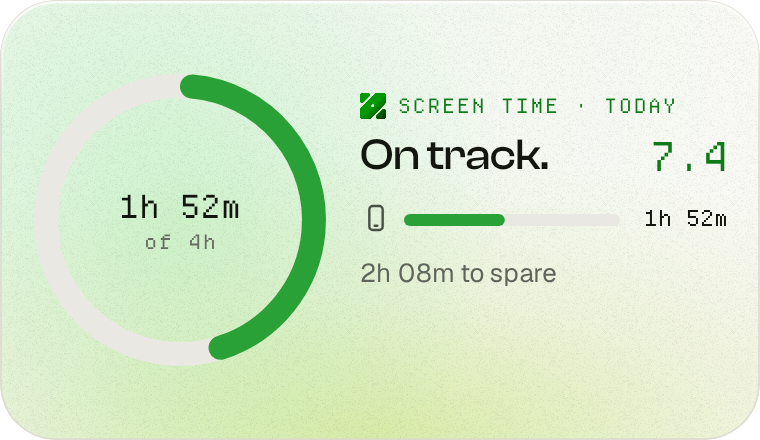 1h 52m
of 4h
SCREEN TIME · TODAY
On track.
7.4
1h 52m
2h 08m to spare